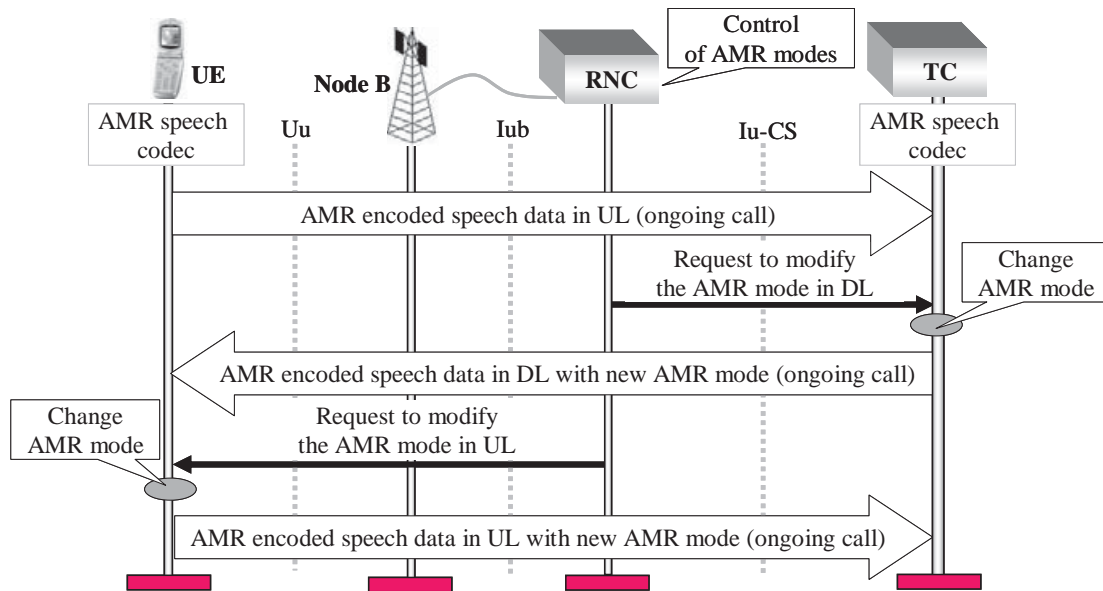 Control
of AMR modes
UE
Node B
RNC
TC
AMR speech
codec
Uu
Iub
Iu-CS
AMR speech
codec
AMR encoded speech data in UL (ongoing call)
Request to modify
the AMR mode in DL
Change
AMR mode
AMR encoded speech data in DL with new AMR mode (ongoing call)
Change
AMR mode
Request to modify
the AMR mode in UL
AMR encoded speech data in UL with new AMR mode (ongoing call)